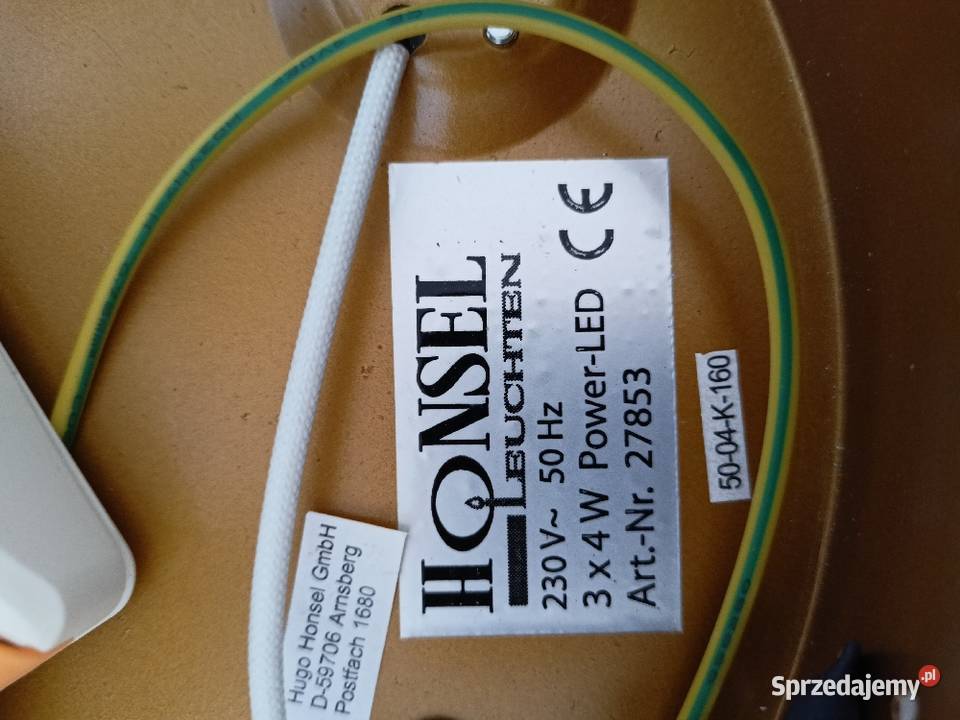 HONSEL
LEUCHTEN
230 V~ 50 Hz
3 x 4 W Power-LED
Art.-Nr. 27853
CE
50-04-K-160
Hugo Honsel GmbH
D-59706 Arnsberg
Postfach 1680
Sprzedajemy.pl